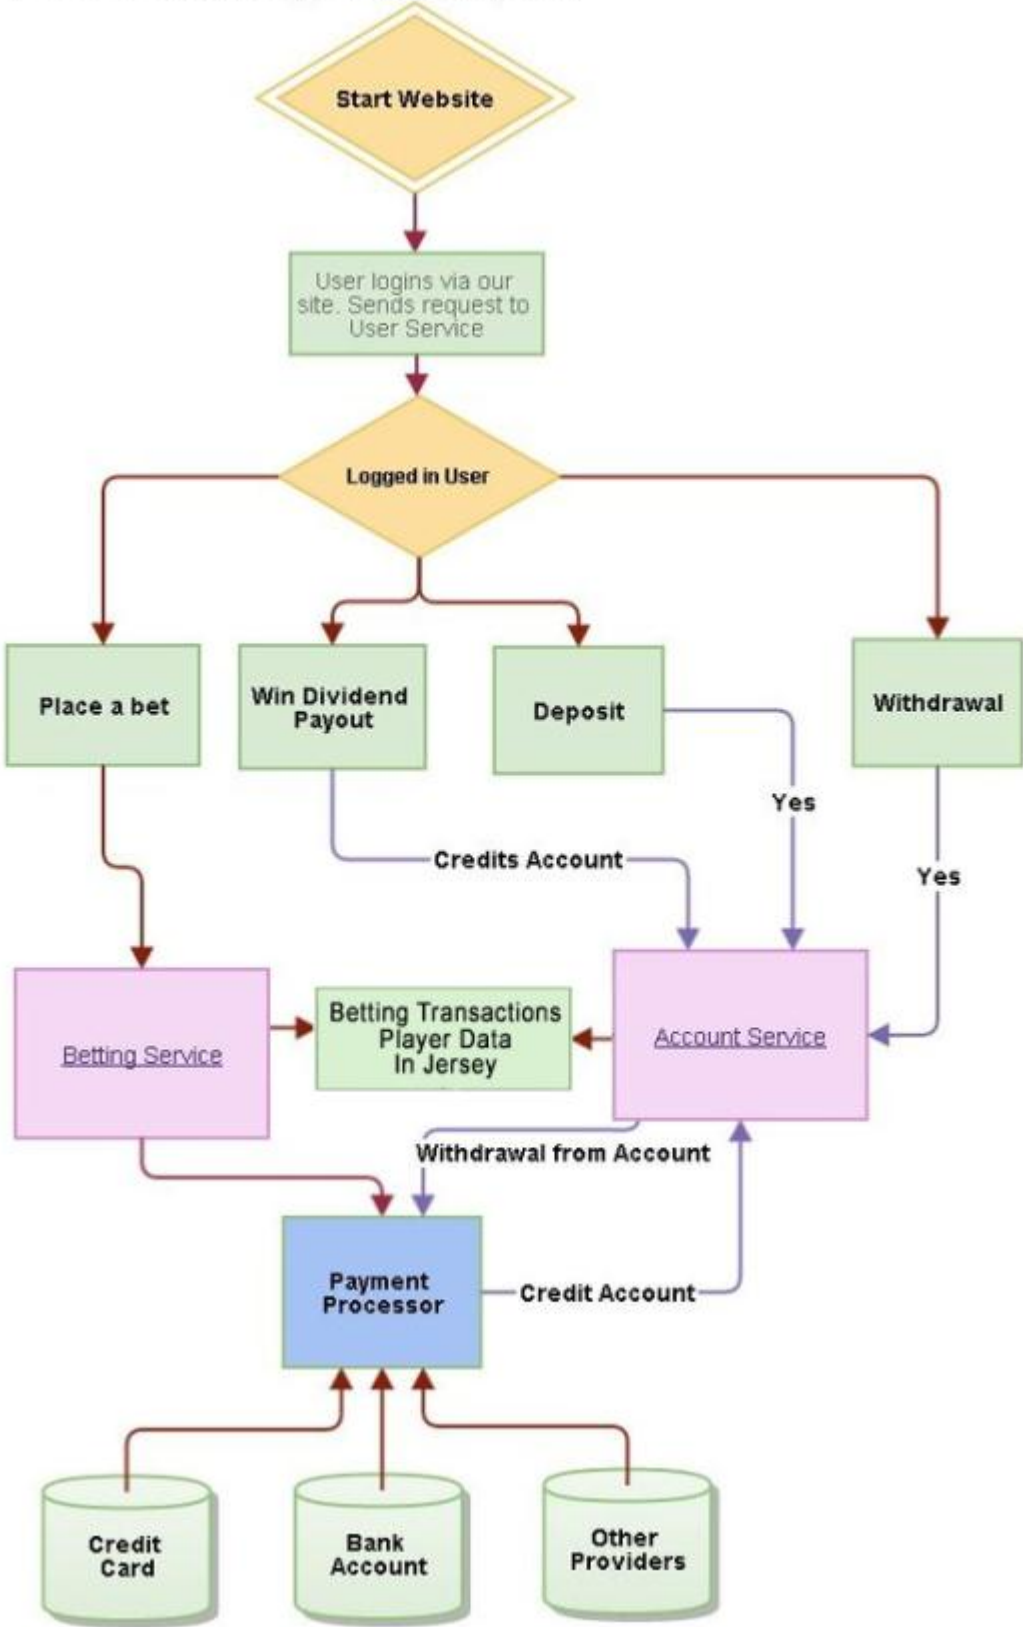 Start Website
User logins via our
site. Sends request to
User Service
Logged in User
Place a bet
Win Dividend
Payout
Deposit
Withdrawal
Yes
Credits Account
Yes
Betting Service
Betting Transactions
Player Data
In Jersey
Account Service
Withdrawal from Account
Payment
Processor
Credit Account
Credit
Card
Bank
Account
Other
Providers